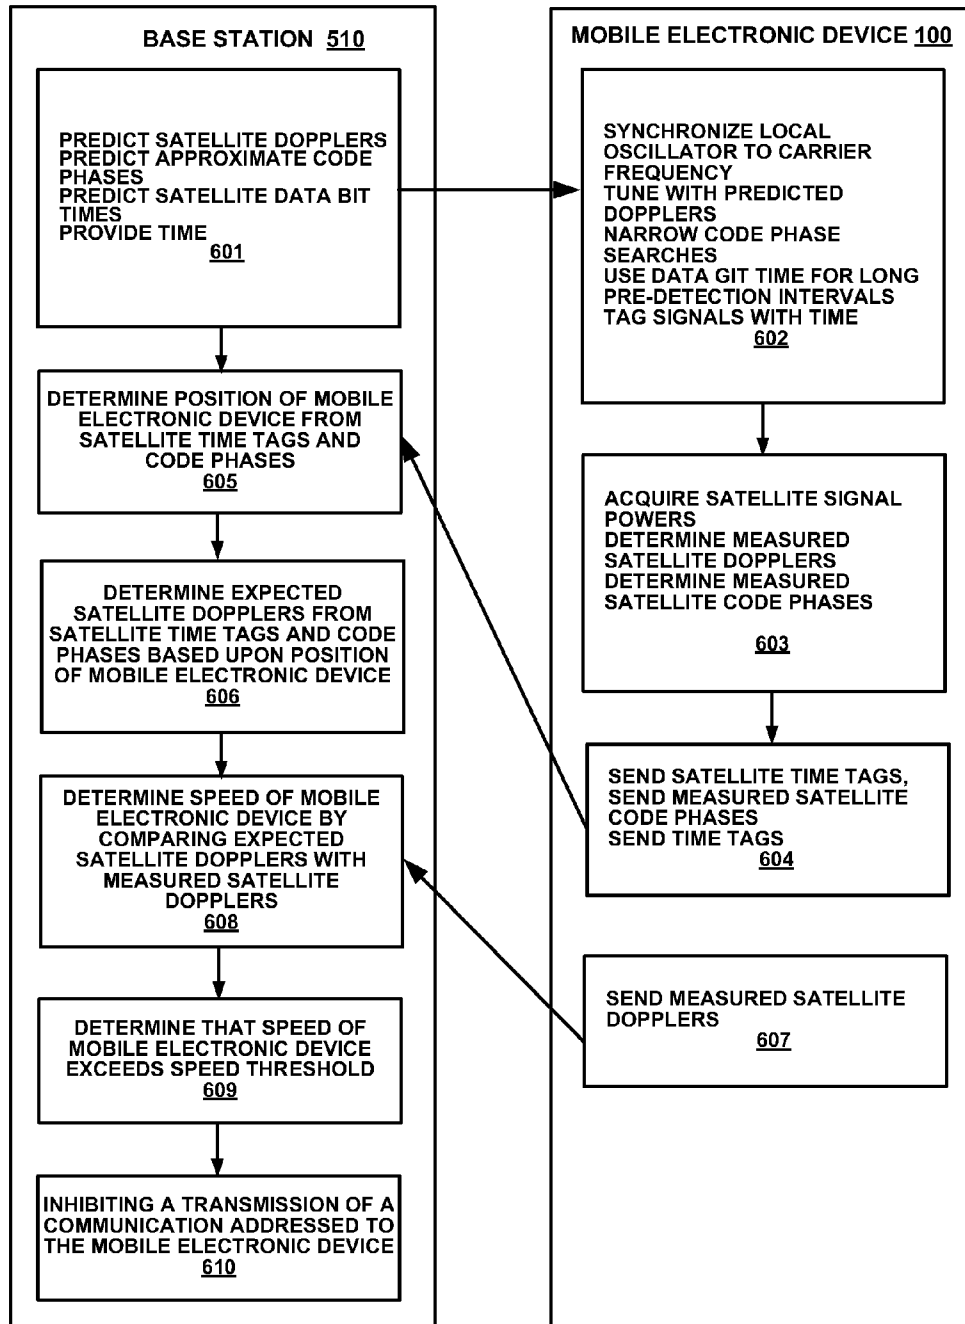 BASE STATION 510
PREDICT SATELLITE DOPPLERS
PREDICT APPROXIMATE CODE
PHASES
PREDICT SATELLITE DATA BIT
TIMES
PROVIDE TIME
601
DETERMINE POSITION OF MOBILE
ELECTRONIC DEVICE FROM
SATELLITE TIME TAGS AND
CODE PHASES
605
DETERMINE EXPECTED
SATELLITE DOPPLERS FROM
SATELLITE TIME TAGS AND CODE
PHASES BASED UPON POSITION
OF MOBILE ELECTRONIC DEVICE
606
DETERMINE SPEED OF MOBILE
ELECTRONIC DEVICE BY
COMPARING EXPECTED
SATELLITE DOPPLERS WITH
MEASURED SATELLITE
DOPPLERS
608
DETERMINE THAT SPEED OF
MOBILE ELECTRONIC DEVICE
EXCEEDS SPEED THRESHOLD
609
INHIBITING A TRANSMISSION OF A
COMMUNICATION ADDRESSED TO
THE MOBILE ELECTRONIC DEVICE
610
MOBILE ELECTRONIC DEVICE 100
SYNCHRONIZE LOCAL
OSCILLATOR TO CARRIER
FREQUENCY
TUNE WITH PREDICTED
DOPPLERS
NARROW CODE PHASE
SEARCHES
USE DATA GIT TIME FOR LONG
PRE-DETECTION INTERVALS
TAG SIGNALS WITH TIME
602
ACQUIRE SATELLITE SIGNAL
POWERS
DETERMINE MEASURED
SATELLITE DOPPLERS
DETERMINE MEASURED
SATELLITE CODE PHASES
603
SEND SATELLITE TIME TAGS,
SEND MEASURED SATELLITE
CODE PHASES
SEND TIME TAGS
604
SEND MEASURED SATELLITE
DOPPLERS
607